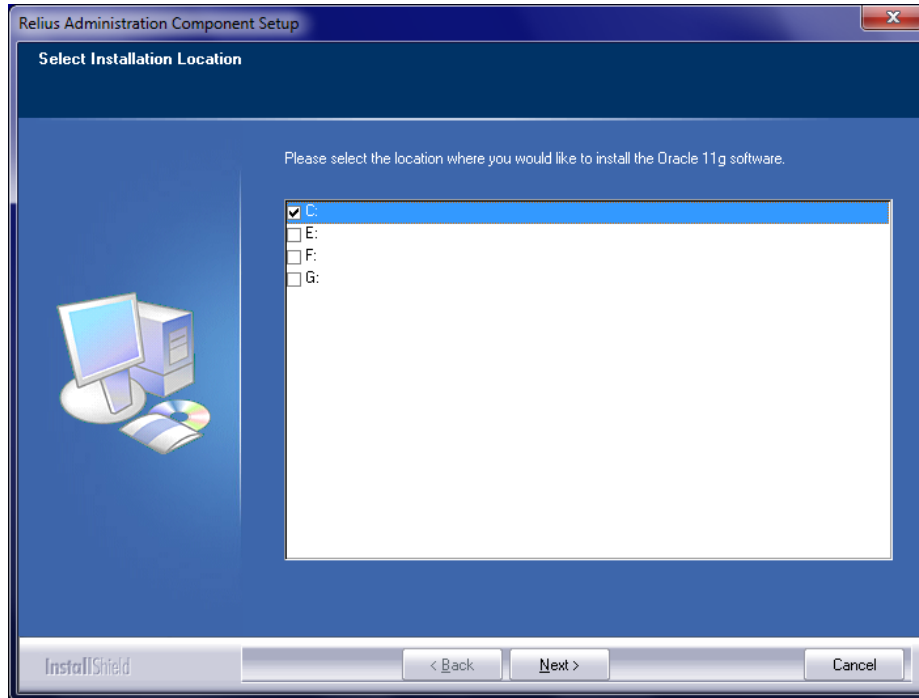 Relius Administration Component Setup
Select Installation Location
Please select the location where you would like to install the Oracle 11g software.
C:
E:
F:
G:
InstallShield
< Back
Next >
Cancel